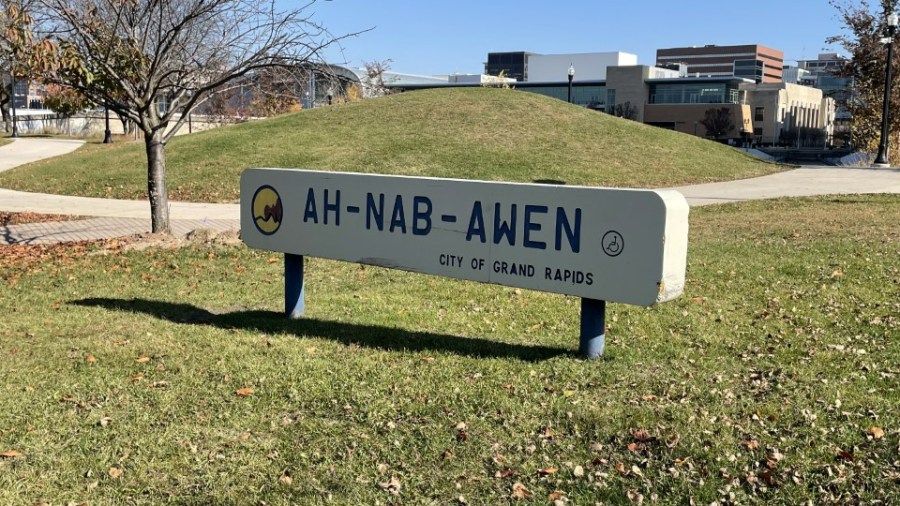 AH-NAB-AWEN
CITY OF GRAND RAPIDS